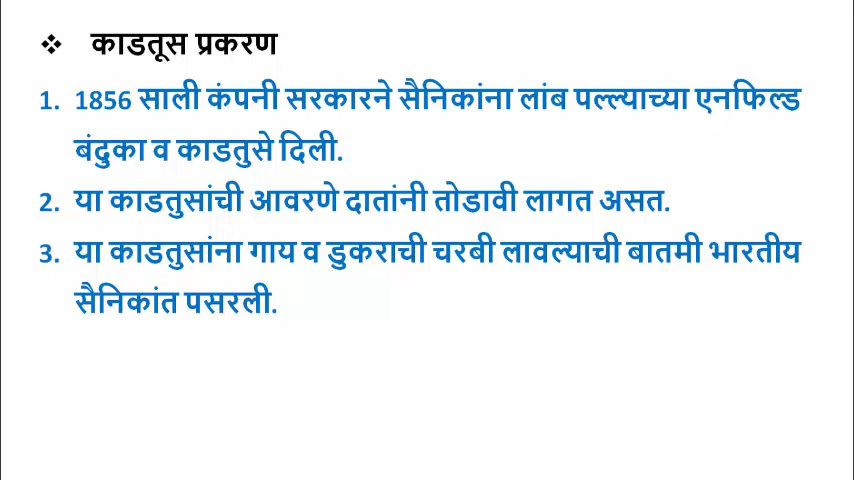 ❖ काडतूस प्रकरण
1. 1856 साली कंपनी सरकारने सैनिकांना लांब पल्ल्याच्या एनफिल्ड
बंदुका व काडतुसे दिली.
2. या काडतुसांची आवरणे दातांनी तोडावी लागत असत.
3. या काडतुसांना गाय व डुकराची चरबी लावल्याची बातमी भारतीय
सैनिकांत पसरली.